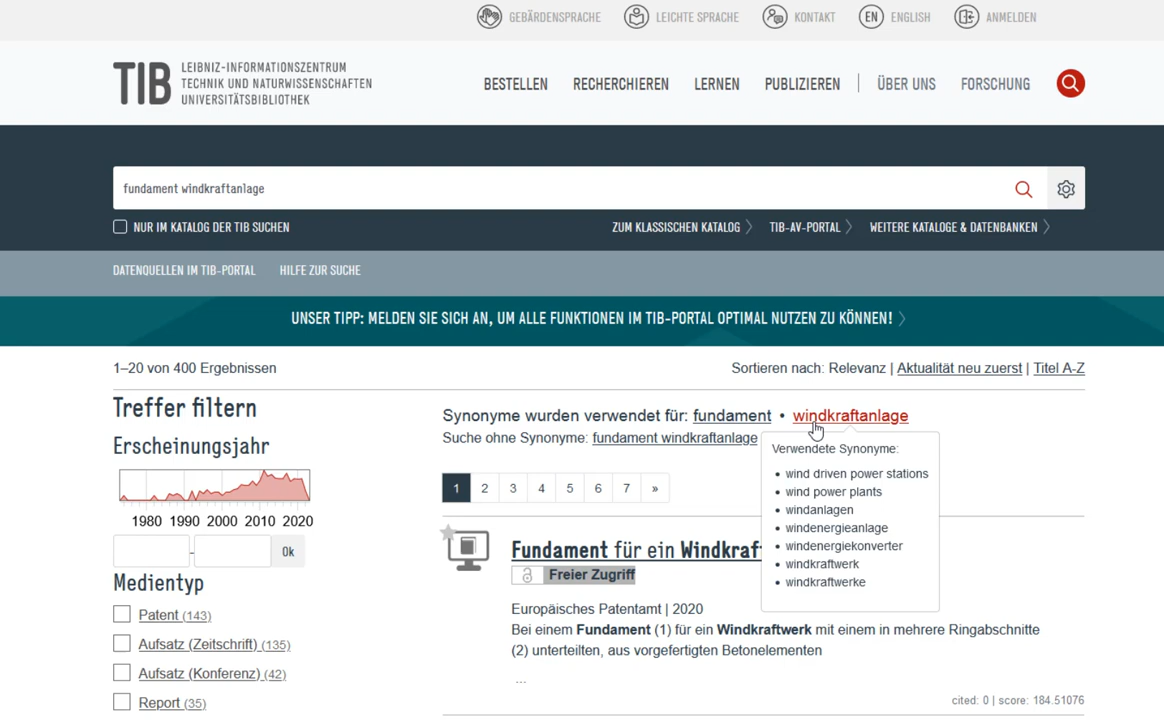 GEBÄRDENSPRACHE LEICHTE SPRACHE KONTAKT EN ENGLISH ANMELDEN
TIB LEIBNIZ-INFORMATIONSZENTRUM
TECHNIK UND NATURWISSENSCHAFTEN
UNIVERSITÄTSBIBLIOTHEK
BESTELLEN RECHERCHIEREN LERNEN PUBLIZIEREN | ÜBER UNS FORSCHUNG
fundament windkraftanlage
NUR IM KATALOG DER TIB SUCHEN
ZUM KLASSISCHEN KATALOG TIB-AV-PORTAL WEITERE KATALOGE & DATENBANKEN
DATENQUELLEN IM TIB-PORTAL HILFE ZUR SUCHE
UNSER TIPP: MELDEN SIE SICH AN, UM ALLE FUNKTIONEN IM TIB-PORTAL OPTIMAL NUTZEN ZU KÖNNEN!
1–20 von 400 Ergebnissen
Sortieren nach: Relevanz | Aktualität neu zuerst | Titel A-Z
Treffer filtern
Erscheinungsjahr
1980 1990 2000 2010 2020
- Ok
Medientyp
Patent (143)
Aufsatz (Zeitschrift) (135)
Aufsatz (Konferenz) (42)
Report (35)
Synonyme wurden verwendet für: fundament • windkraftanlage
Suche ohne Synonyme: fundament windkraftanlage
Verwendete Synonyme:
• wind driven power stations
• wind power plants
• windanlagen
• windenergieanlage
• windenergiekonverter
• windkraftwerk
• windkraftwerke
1 2 3 4 5 6 7 »
Fundament für ein Windkraf
Freier Zugriff
Europäisches Patentamt | 2020
Bei einem Fundament (1) für ein Windkraftwerk mit einem in mehrere Ringabschnitte
(2) unterteilten, aus vorgefertigten Betonelementen
...
cited: 0 | score: 184.51076